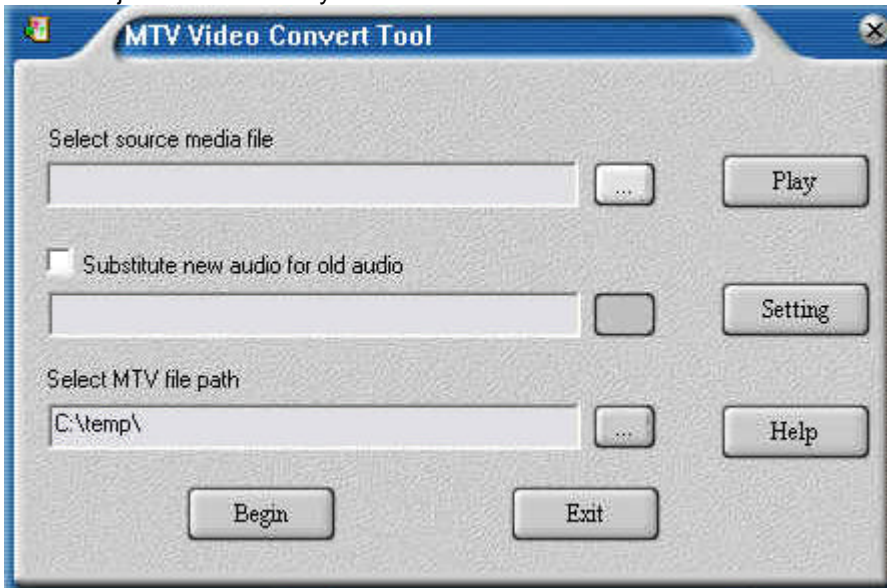 MTV Video Convert Tool
Select source media file
...
Play
Substitute new audio for old audio
Setting
Select MTV file path
C:\temp\
...
Help
Begin
Exit